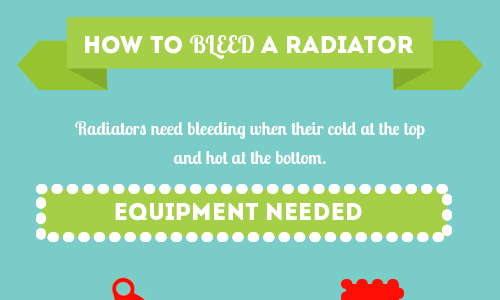 HOW TO BLEED A RADIATOR
Radiators need bleeding when their cold at the top
and hot at the bottom.
EQUIPMENT NEEDED